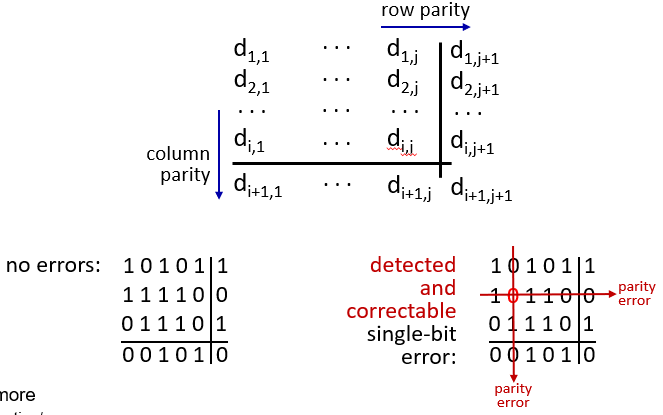 row parity
d1,1 ··· d1,j d1,j+1
d2,1 ··· d2,j d2,j+1
··· ··· ··· ···
di,1 ··· di,j di,j+1
column
parity
di+1,1 ··· di+1,j di+1,j+1
no errors:
1 0 1 0 1 1
1 1 1 1 0 0
0 1 1 1 0 1
0 0 1 0 1 0
detected
and
correctable
single-bit
error:
1 0 1 0 1 1
1 0 1 1 0 0
0 1 1 1 0 1
0 0 1 0 1 0
parity
error
parity
error
more